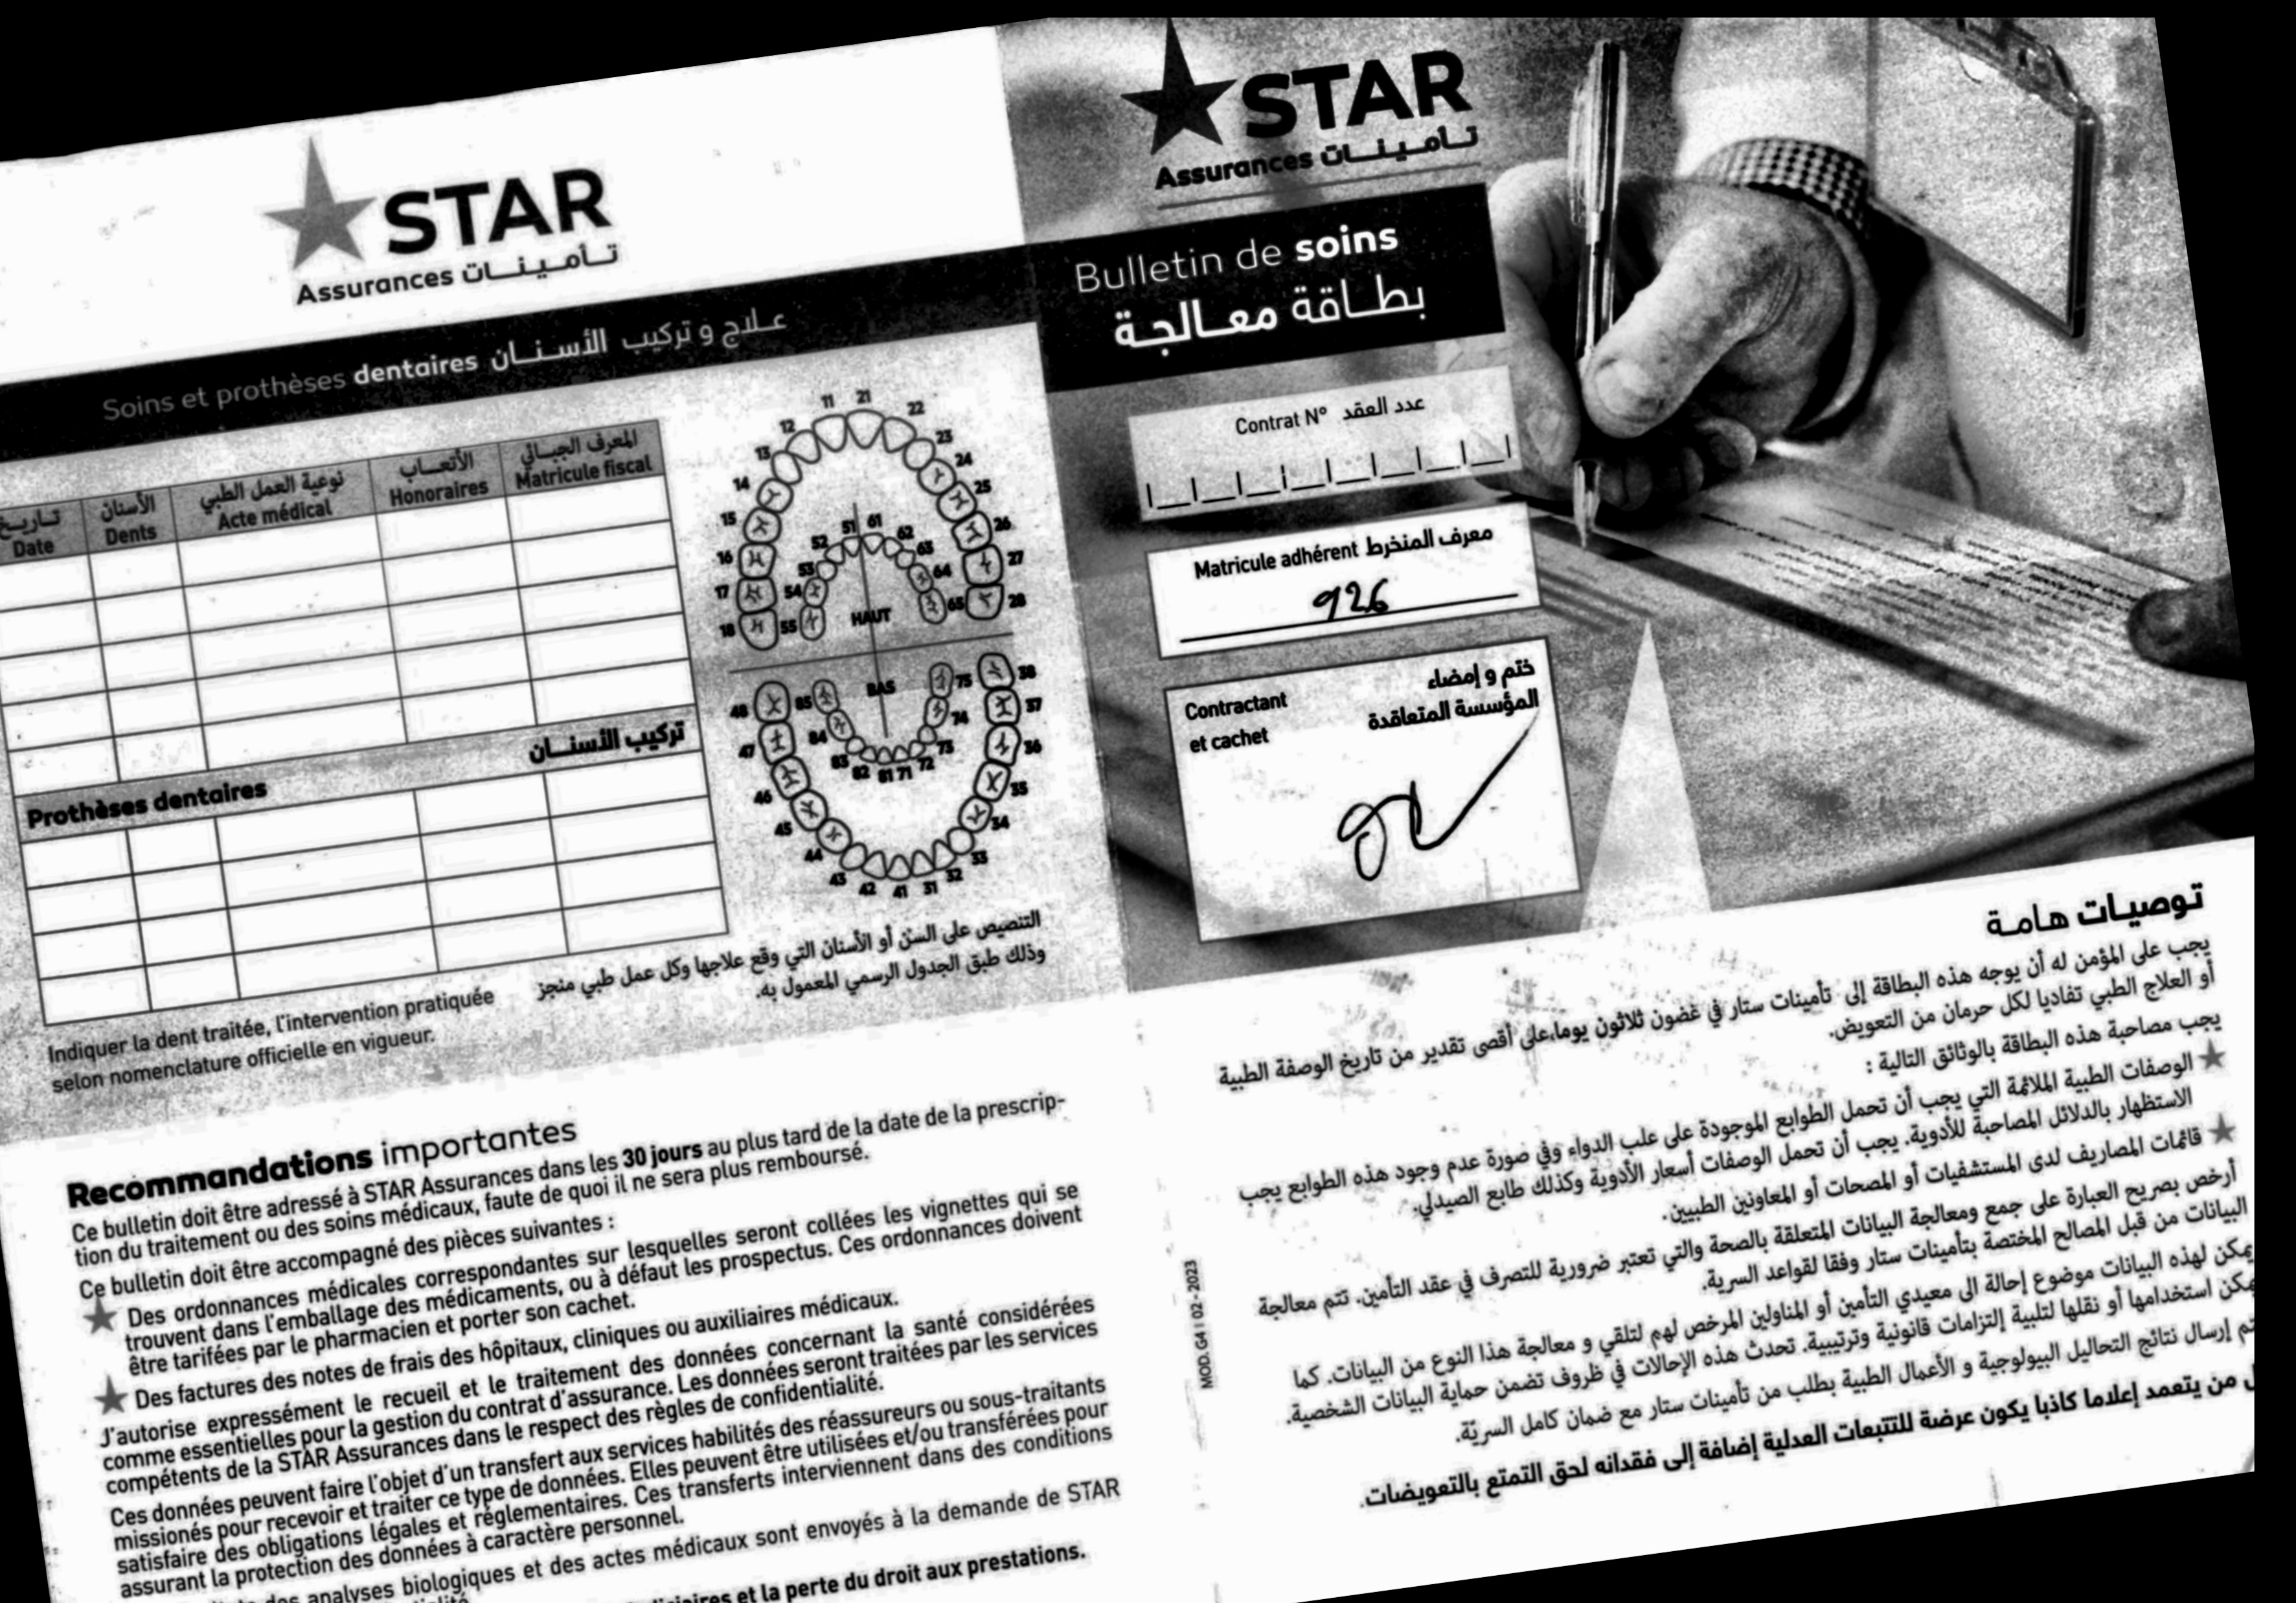 STAR
Assurances تـأمـيـنـــات
Soins et prothèses dentaires علاج و تركيب الأسـنــان
تـاريــخ
Date
الأسنان
Dents
نوعية العمل الطبي
Acte médical
الأتعـــاب
Honoraires
المعرف الجبـــائي
Matricule fiscal
Prothèses dentaires تركيب الأسنـــان
11 21
12 22
13 23
14 24
15 25
16 26
17 27
18 28
51 61
52 62
53 63
54 64
55 65
HAUT
BAS
85 75
84 74
83 73
82 81 71 72
48 38
47 37
46 36
45 35
44 34
43 33
42 41 31 32
التنصيص على السن أو الأسنان التي وقع علاجها وكل عمل طبي منجز
وذلك طبق الجدول الرسمي المعمول به.
Indiquer la dent traitée, l'intervention pratiquée
selon nomenclature officielle en vigueur.
Recommandations importantes
Ce bulletin doit être adressé à STAR Assurances dans les 30 jours au plus tard de la date de la prescrip-
tion du traitement ou des soins médicaux, faute de quoi il ne sera plus remboursé.
Ce bulletin doit être accompagné des pièces suivantes :
Des ordonnances médicales correspondantes sur lesquelles seront collées les vignettes qui se
trouvent dans l'emballage des médicaments, ou à défaut les prospectus. Ces ordonnances doivent
être tarifées par le pharmacien et porter son cachet.
Des factures des notes de frais des hôpitaux, cliniques ou auxiliaires médicaux.
J'autorise expressément le recueil et le traitement des données concernant la santé considérées
comme essentielles pour la gestion du contrat d'assurance. Les données seront traitées par les services
compétents de la STAR Assurances dans le respect des règles de confidentialité.
Ces données peuvent faire l'objet d'un transfert aux services habilités des réassureurs ou sous-traitants
missionés pour recevoir et traiter ce type de données. Elles peuvent être utilisées et/ou transférées pour
satisfaire des obligations légales et réglementaires. Ces transferts interviennent dans des conditions
assurant la protection des données à caractère personnel.
des analyses biologiques et des actes médicaux sont envoyés à la demande de STAR
et la perte du droit aux prestations.
STAR
Assurances تـأمـيـنـــات
Bulletin de soins
بطــاقة معــالجـة
Contrat N° عدد العقد
Matricule adhérent معرف المنخرط
926
Contractant
et cachet
ختم و إمضاء
المؤسسة المتعاقدة
توصيـات هامـة
يجب على المؤمن له أن يوجه هذه البطاقة إلى تأمينات ستار في غضون ثلاثون يوما،على أقصى تقدير من تاريخ الوصفة الطبية
أو العلاج الطبي تفاديا لكل حرمان من التعويض.
يجب مصاحبة هذه البطاقة بالوثائق التالية :
الوصفات الطبية الملائمة التي يجب أن تحمل الطوابع الموجودة على علب الدواء وفي صورة عدم وجود هذه الطوابع يجب
الاستظهار بالدلائل المصاحبة للأدوية. يجب أن تحمل الوصفات أسعار الأدوية وكذلك طابع الصيدلي.
قائمات المصاريف لدى المستشفيات أو المصحات أو المعاونين الطبيين.
أرخص بصريح العبارة على جمع ومعالجة البيانات المتعلقة بالصحة والتي تعتبر ضرورية للتصرف في عقد التأمين. تتم معالجة
البيانات من قبل المصالح المختصة بتأمينات ستار وفقا لقواعد السرية.
يمكن لهذه البيانات موضوع إحالة الى معيدي التأمين أو المناولين المرخص لهم لتلقي و معالجة هذا النوع من البيانات. كما
يمكن استخدامها أو نقلها لتلبية إلتزامات قانونية وترتيبية. تحدث هذه الإحالات في ظروف تضمن حماية البيانات الشخصية.
تم إرسال نتائج التحاليل البيولوجية و الأعمال الطبية بطلب من تأمينات ستار مع ضمان كامل السريّة.
من يتعمد إعلاما كاذبا يكون عرضة للتتبعات العدلية إضافة إلى فقدانه لحق التمتع بالتعويضات.
MOD. G4 I 02- 2023